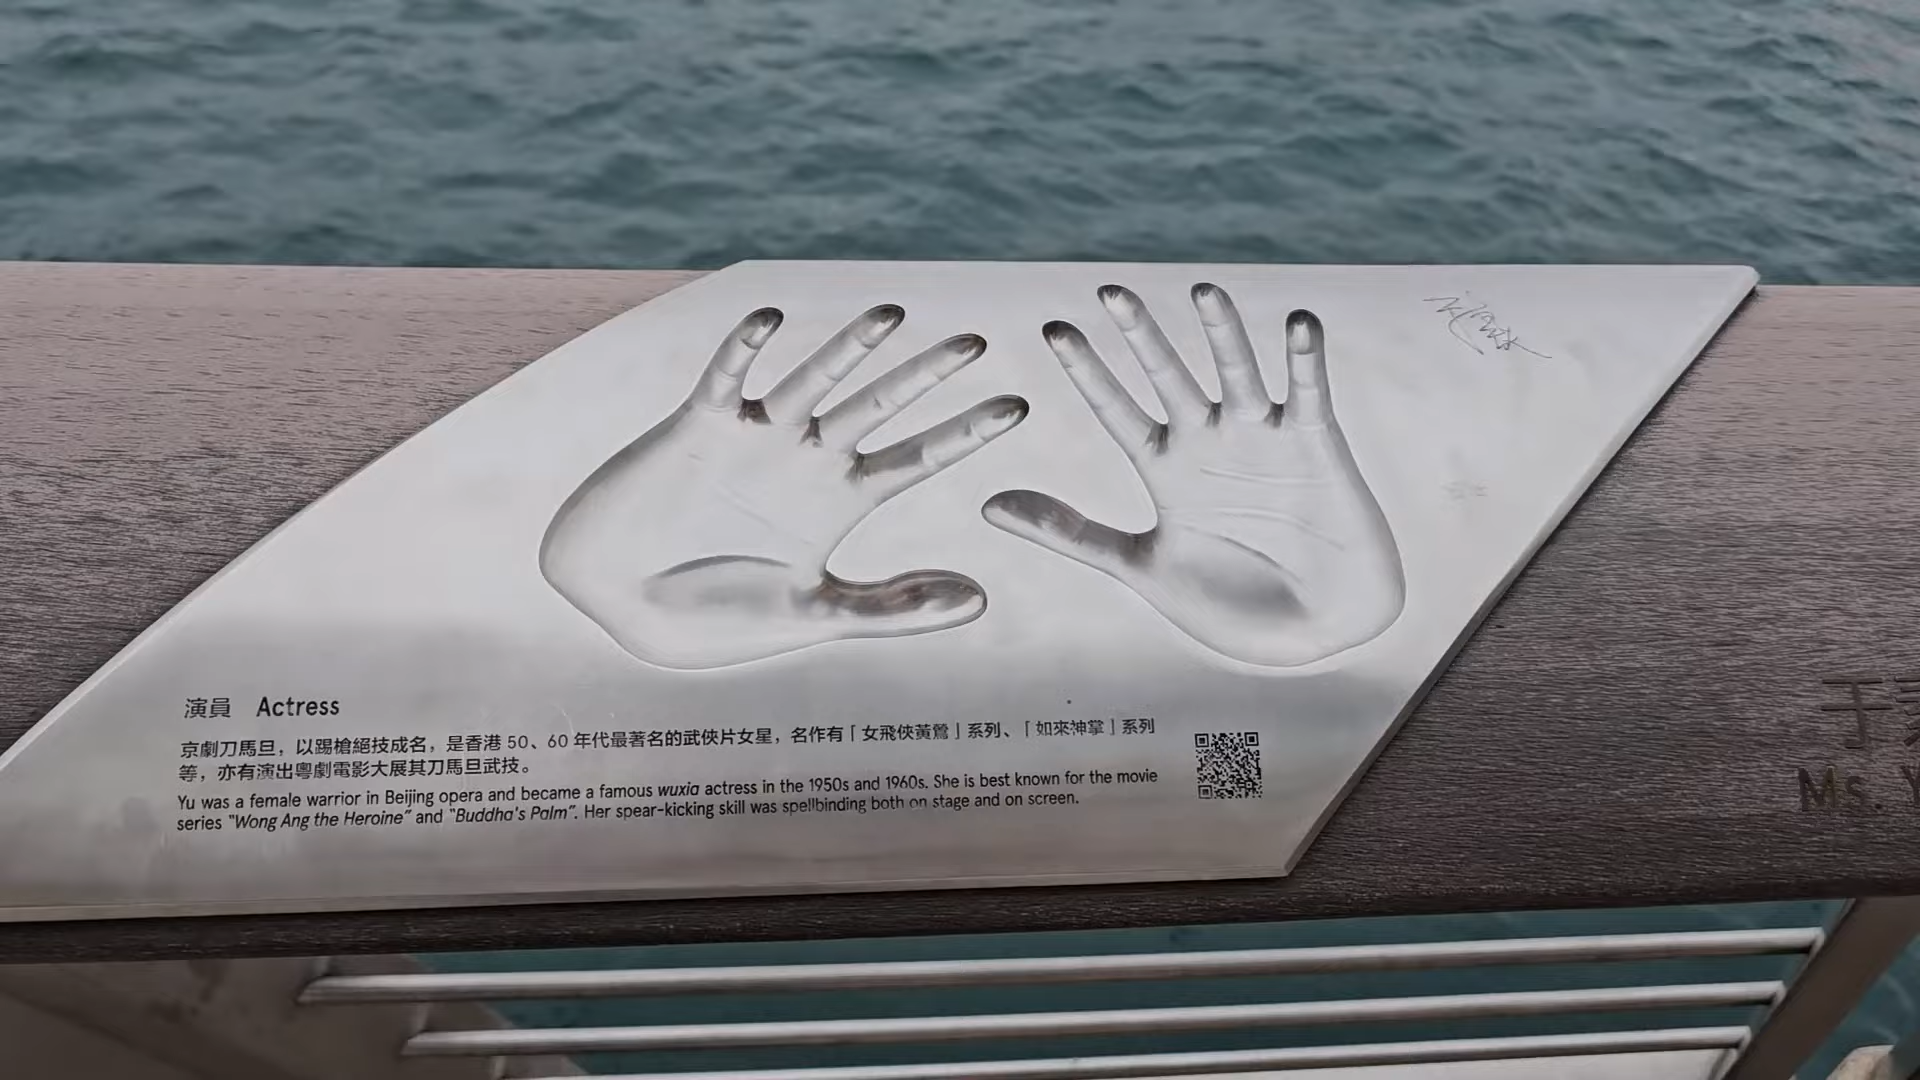 演員 Actress
京劇刀馬旦，以踢槍絕技成名，是香港 50、60 年代最著名的武俠片女星，名作有「女飛俠黃鶯」系列、「如來神掌」系列
等，亦有演出粵劇電影大展其刀馬旦武技。
Yu was a female warrior in Beijing opera and became a famous wuxia actress in the 1950s and 1960s. She is best known for the movie
series “Wong Ang the Heroine” and “Buddha's Palm”. Her spear-kicking skill was spellbinding both on stage and on screen.
于
Ms. Y